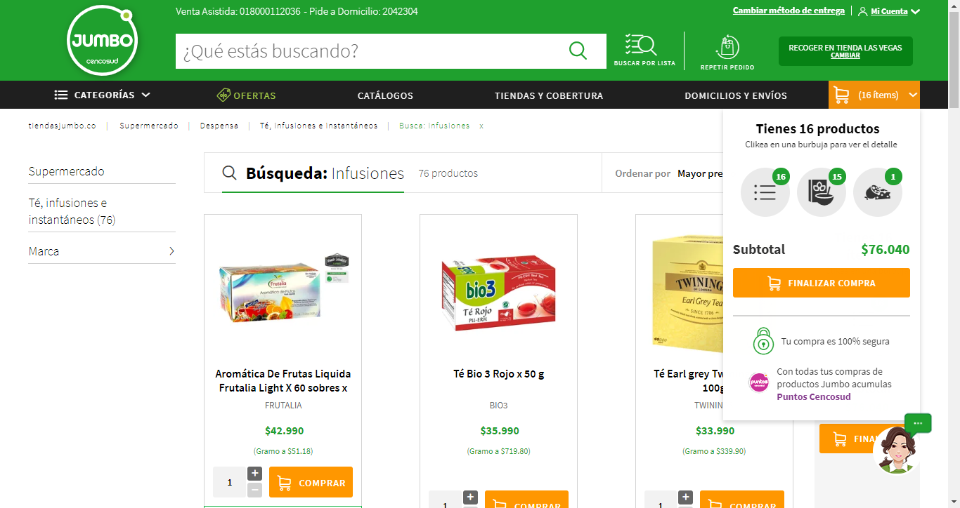 Venta Asistida: 018000112036 - Pide a Domicilio: 2042304
Cambiar método de entrega
Mi Cuenta
JUMBO
cencosud
¿Qué estás buscando?
BUSCAR POR LISTA
REPETIR PEDIDO
RECOGER EN TIENDA LAS VEGAS
CAMBIAR
CATEGORÍAS
OFERTAS
CATÁLOGOS
TIENDAS Y COBERTURA
DOMICILIOS Y ENVÍOS
(16 ítems)
tiendasjumbo.co | Supermercado | Despensa | Té, infusiones e instantáneos | Busca: infusiones x
Tienes 16 productos
Clikea en una burbuja para ver el detalle
16
15
1
Subtotal $76.040
FINALIZAR COMPRA
Tu compra es 100% segura
puntos
Con todas tus compras de
productos Jumbo acumulas
Puntos Cencosud
Supermercado
Té, infusiones e
instantáneos (76)
Marca
Búsqueda: Infusiones
76 productos
Ordenar por Mayor pre
Frutalia
bio3
Té Rojo
PU-ERH
TWINING
Earl Grey Tea
Aromática De Frutas Liquida
Frutalia Light X 60 sobres x
FRUTALIA
$42.990
(Gramo a $51.18)
1
+
−
COMPRAR
Té Bio 3 Rojo x 50 g
BIO3
$35.990
(Gramo a $719.80)
1
+
COMPRAR
Té Earl grey Tw
100g
TWININ
$33.990
(Gramo a $339.90)
1
+
COMPRAR
FINA